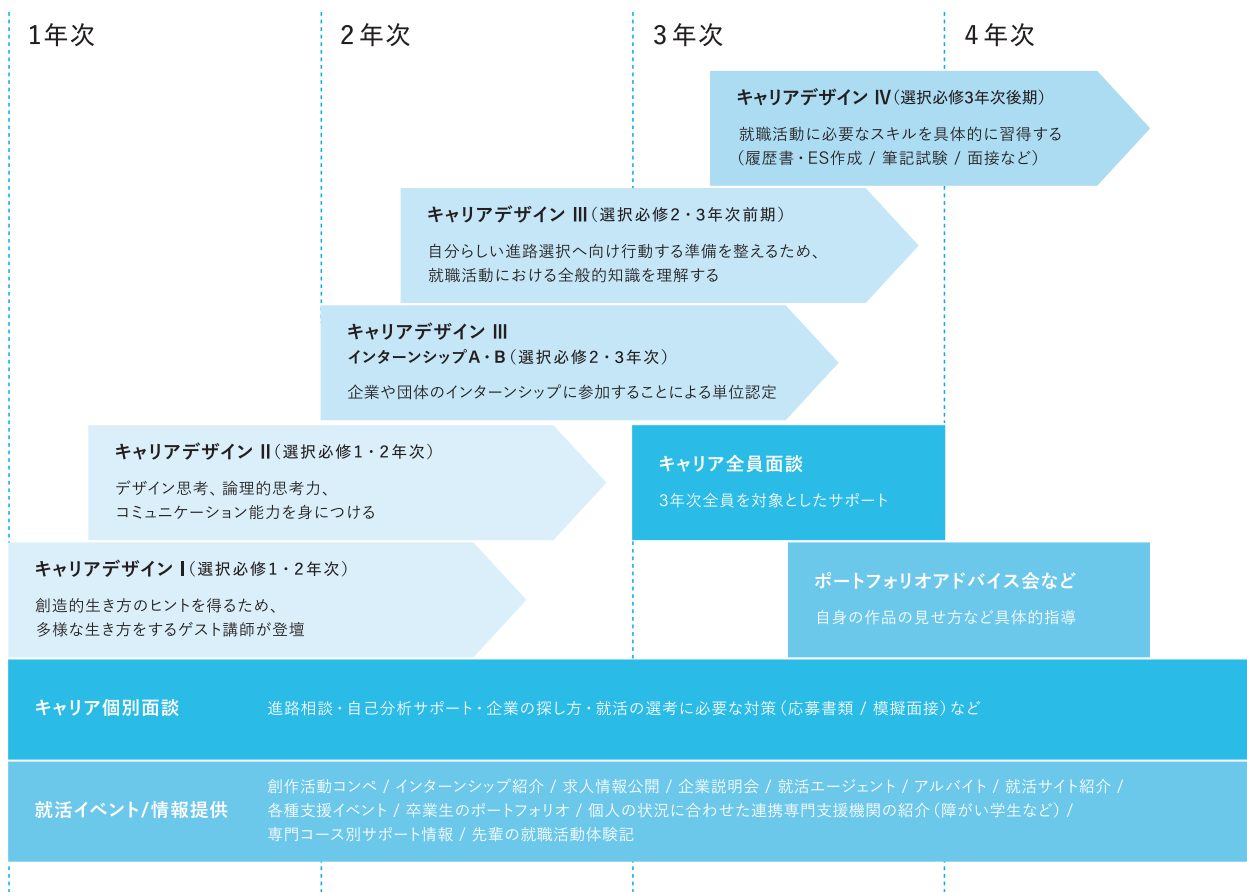 1年次
2年次
3年次
4年次
キャリアデザイン Ⅳ(選択必修3年次後期)
就職活動に必要なスキルを具体的に習得する
(履歴書・ES作成 / 筆記試験 / 面接など)
キャリアデザイン Ⅲ(選択必修2・3年次前期)
自分らしい進路選択へ向け行動する準備を整えるため、
就職活動における全般的知識を理解する
キャリアデザイン Ⅲ
インターンシップA・B(選択必修2・3年次)
企業や団体のインターンシップに参加することによる単位認定
キャリアデザイン Ⅱ(選択必修1・2年次)
デザイン思考、論理的思考力、
コミュニケーション能力を身につける
キャリア全員面談
3年次全員を対象としたサポート
キャリアデザイン Ⅰ(選択必修1・2年次)
創造的生き方のヒントを得るため、
多様な生き方をするゲスト講師が登壇
ポートフォリオアドバイス会など
自身の作品の見せ方など具体的指導
キャリア個別面談
進路相談・自己分析サポート・企業の探し方・就活の選考に必要な対策(応募書類 / 模擬面接)など
就活イベント/情報提供
創作活動コンペ / インターンシップ紹介 / 求人情報公開 / 企業説明会 / 就活エージェント / アルバイト / 就活サイト紹介 /
各種支援イベント / 卒業生のポートフォリオ / 個人の状況に合わせた連携専門支援機関の紹介(障がい学生など) /
専門コース別サポート情報 / 先輩の就職活動体験記